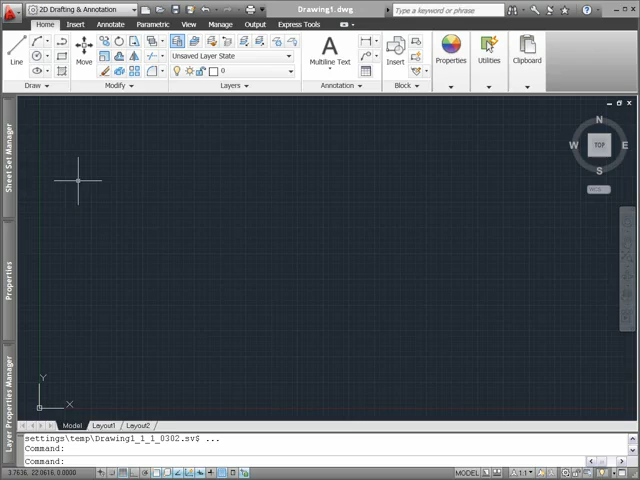 2D Drafting & Annotation
Drawing1.dwg
Type a keyword or phrase
Home Insert Annotate Parametric View Manage Output Express Tools
Line
Move
Unsaved Layer State
0
Multiline Text
Insert
Properties
Utilities
Clipboard
Draw
Modify
Layers
Annotation
Block
Sheet Set Manager
Properties
Layer Properties Manager
N
W TOP E
S
WCS
Y
X
Model Layout1 Layout2
settings\temp\Drawing1_1_1_0302.sv$ ...
Command:
Command:
3.7636, 22.0616, 0.0000
MODEL
1:1